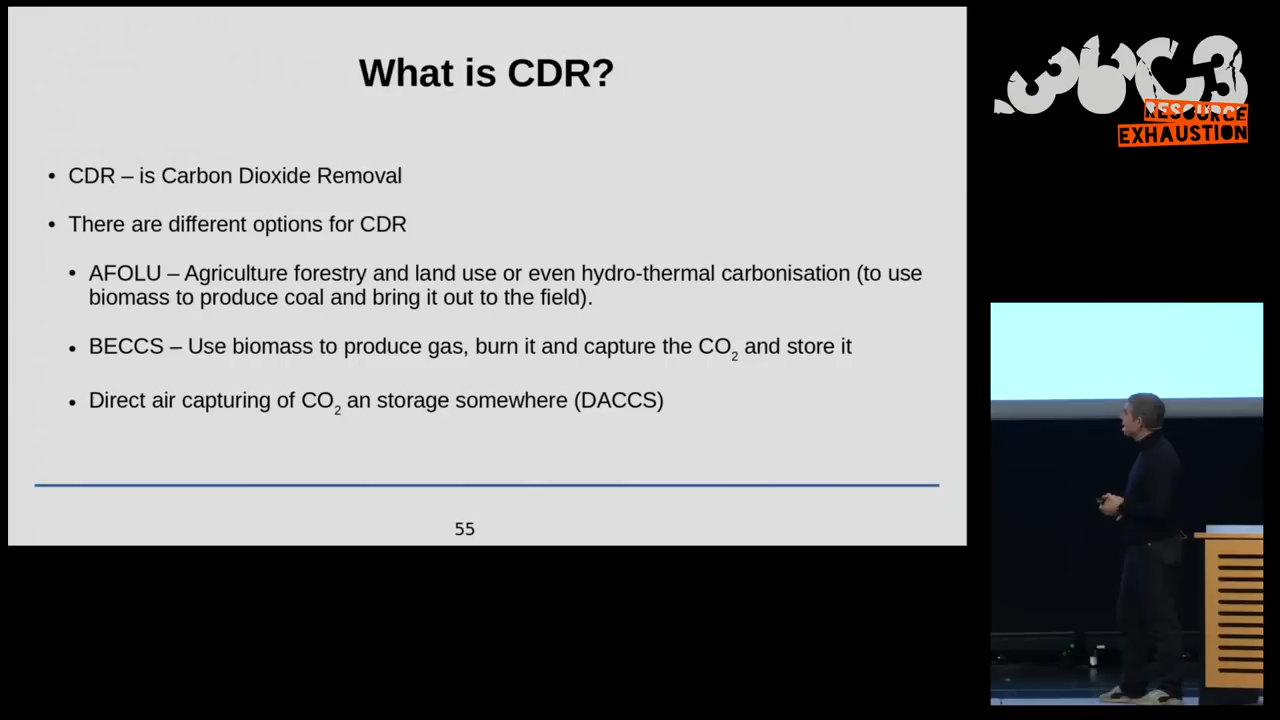 What is CDR?
• CDR – is Carbon Dioxide Removal
• There are different options for CDR
• AFOLU – Agriculture forestry and land use or even hydro-thermal carbonisation (to use
biomass to produce coal and bring it out to the field).
• BECCS – Use biomass to produce gas, burn it and capture the CO₂ and store it
• Direct air capturing of CO₂ an storage somewhere (DACCS)
55
36C3
RESOURCE
EXHAUSTION